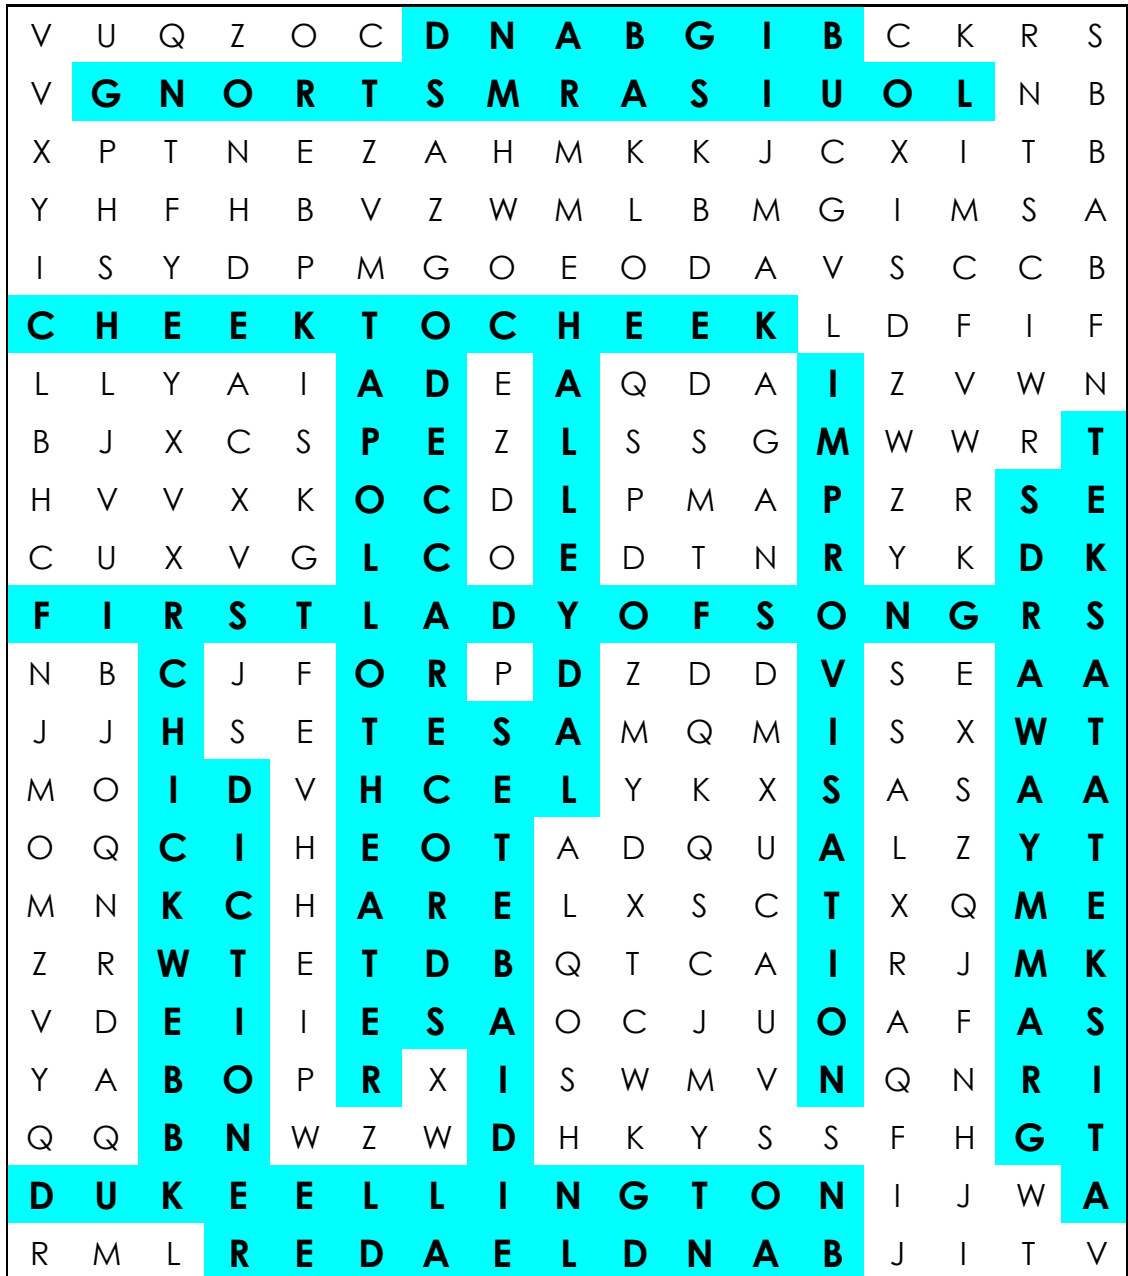 V U Q Z O C D N A B G I B C K R S
V G N O R T S M R A S I U O L N B
X P T N E Z A H M K K J C X I T B
Y H F H B V Z W M L B M G I M S A
I S Y D P M G O E O D A V S C C B
C H E E K T O C H E E K L D F I F
L L Y A I A D E A Q D A I Z V W N
B J X C S P E Z L S S G M W W R T
H V V X K O C D L P M A P Z R S E
C U X V G L C O E D T N R Y K D K
F I R S T L A D Y O F S O N G R S
N B C J F O R P D Z D D V S E A A
J J H S E T E S A M Q M I S X W T
M O I D V H C E L Y K X S A S A A
O Q C I H E O T A D Q U A L Z Y T
M N K C H A R E L X S C T X Q M E
Z R W T E T D B Q T C A I R J M K
V D E I I E S A O C J U O A F A S
Y A B O P R X I S W M V N Q N R I
Q Q B N W Z W D H K Y S S F H G T
D U K E E L L I N G T O N I J W A
R M L R E D A E L D N A B J I T V